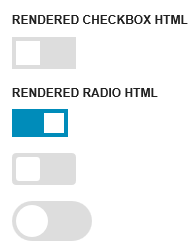 RENDERED CHECKBOX HTML
RENDERED RADIO HTML